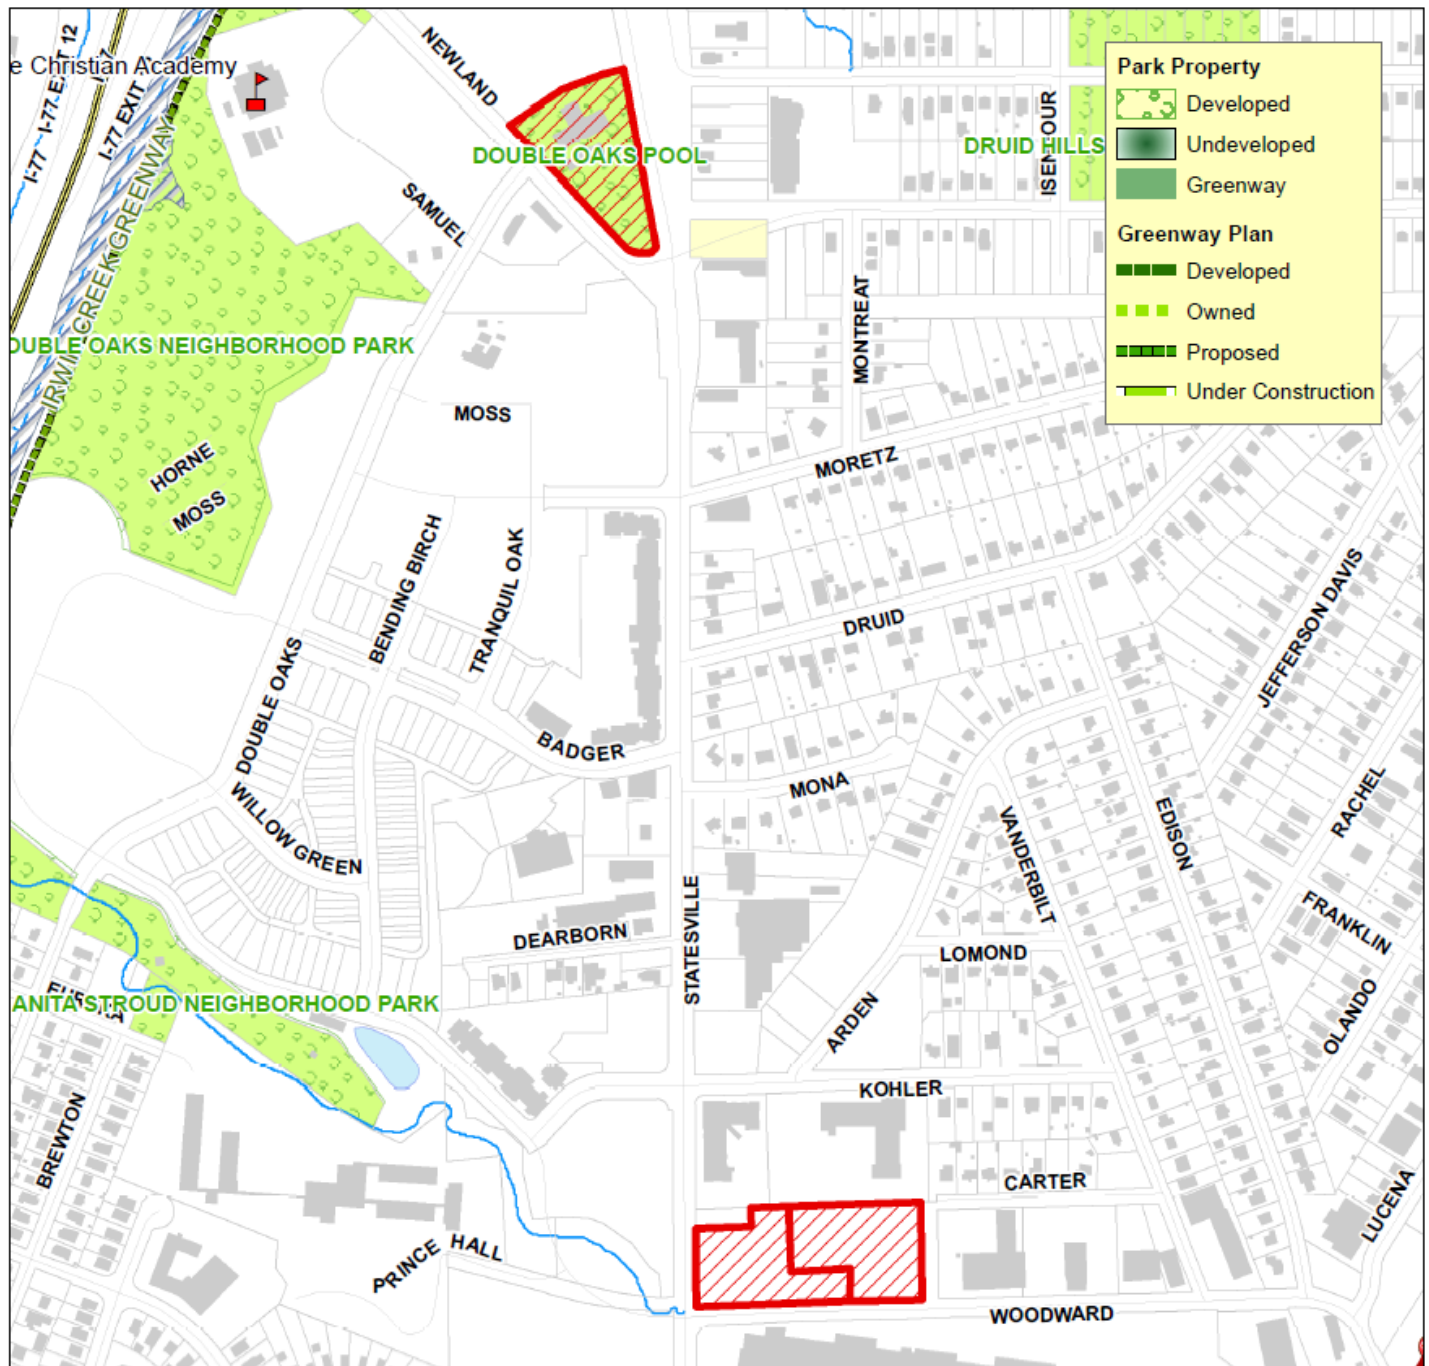 I-77 EXIT 12
I-77
I-77
I-77 EXIT
e Christian Academy
NEWLAND
DOUBLE OAKS POOL
SAMUEL
IRWIN CREEK GREENWAY
OUBLE OAKS NEIGHBORHOOD PARK
DRUID HILLS
ISENHOUR
Park Property
Developed
Undeveloped
Greenway
Greenway Plan
Developed
Owned
Proposed
Under Construction
MONTREAT
MOSS
MORETZ
HORNE
MOSS
BENDING BIRCH
TRANQUIL OAK
DRUID
JEFFERSON DAVIS
DOUBLE OAKS
BADGER
MONA
WILLOW GREEN
VANDERBILT
EDISON
RACHEL
FRANKLIN
STATESVILLE
DEARBORN
LOMOND
ANITA STROUD NEIGHBORHOOD PARK
ARDEN
OLANDO
KOHLER
BREWTON
CARTER
LUCENA
PRINCE HALL
WOODWARD